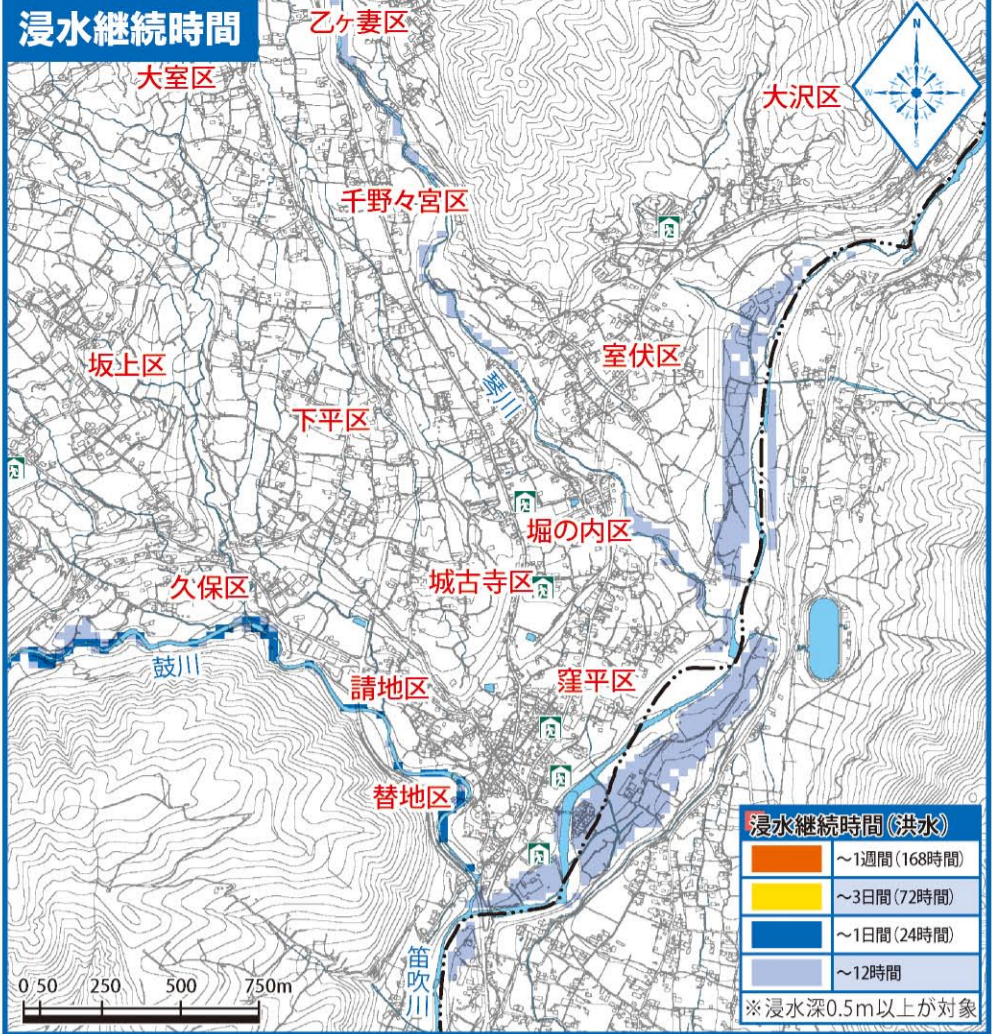 浸水継続時間
乙ヶ妻区
大室区
大沢区
N
W
E
S
千野々宮区
坂上区
下平区
琴川
室伏区
堀の内区
城古寺区
久保区
鼓川
請地区
窪平区
替地区
笛吹川
0 50 250 500 750m
浸水継続時間(洪水)
～1週間(168時間)
～3日間(72時間)
～1日間(24時間)
～12時間
※浸水深0.5m以上が対象